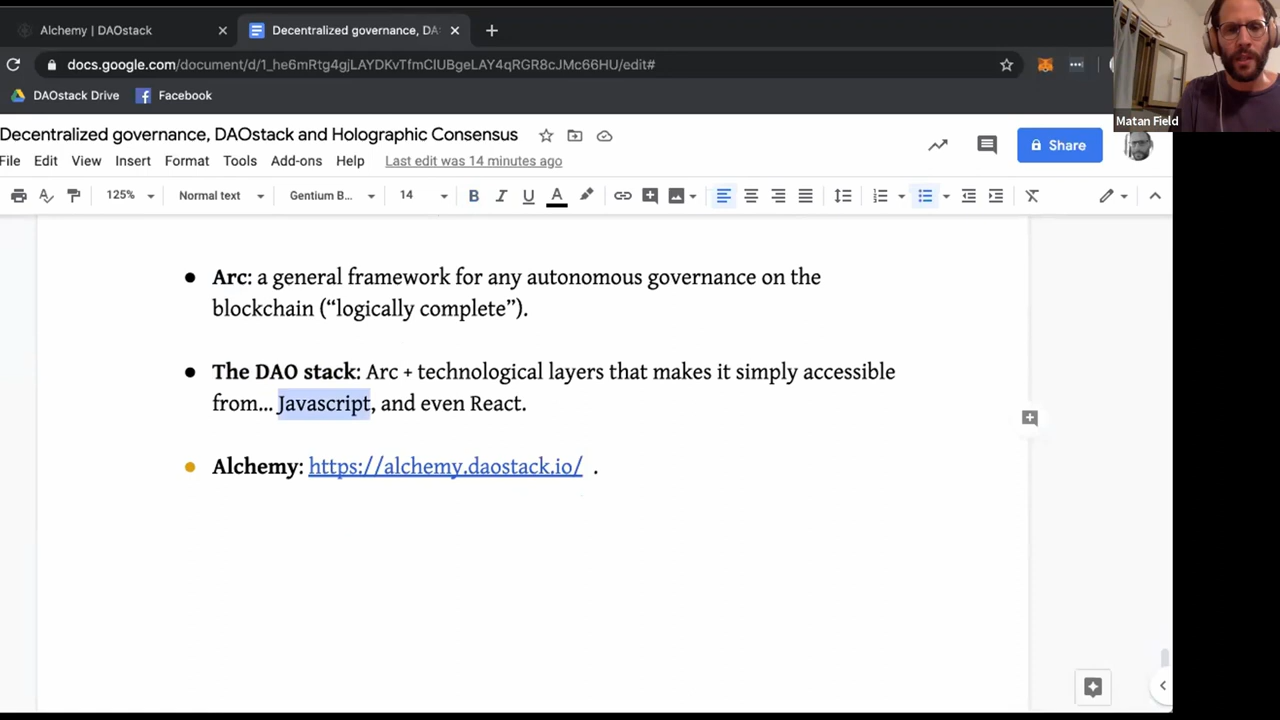 Alchemy | DAOstack
Decentralized governance, DA
docs.google.com/document/d/1_he6mRtg4gjLAYDKvTfmClUBgeLAY4qRGR8cJMc66HU/edit#
DAOstack Drive Facebook
Matan Field
Decentralized governance, DAOstack and Holographic Consensus
File Edit View Insert Format Tools Add-ons Help Last edit was 14 minutes ago
Share
125% Normal text Gentium B... 14 B I U A
● Arc: a general framework for any autonomous governance on the
blockchain (“logically complete”).
● The DAO stack: Arc + technological layers that makes it simply accessible
from... Javascript, and even React.
● Alchemy: https://alchemy.daostack.io/ .